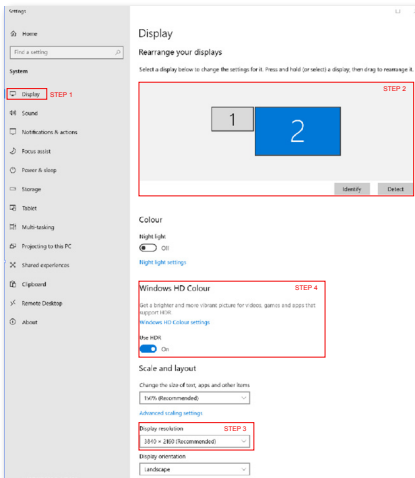 Settings
Home
Find a setting
System
Display
STEP 1
Sound
Notifications & actions
Focus assist
Power & sleep
Storage
Tablet
Multi-tasking
Projecting to this PC
Shared experiences
Clipboard
Remote Desktop
About
Display
Rearrange your displays
Select a display below to change the settings for it. Press and hold (or select) a display, then drag to rearrange it.
STEP 2
1
2
Identify
Detect
Colour
Night light
Off
Night light settings
Windows HD Colour
STEP 4
Get a brighter and more vibrant picture for videos, games and apps that
support HDR.
Windows HD Colour settings
Use HDR
On
Scale and layout
Change the size of text, apps and other items
(Recommended)
Advanced scaling settings
Display resolution
STEP 3
3840 × 2160 (Recommended)
Display orientation
Landscape